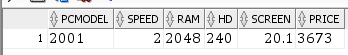 PCMODEL SPEED RAM HD SCREEN PRICE
1 2001 2 2048 240 20.1 3673